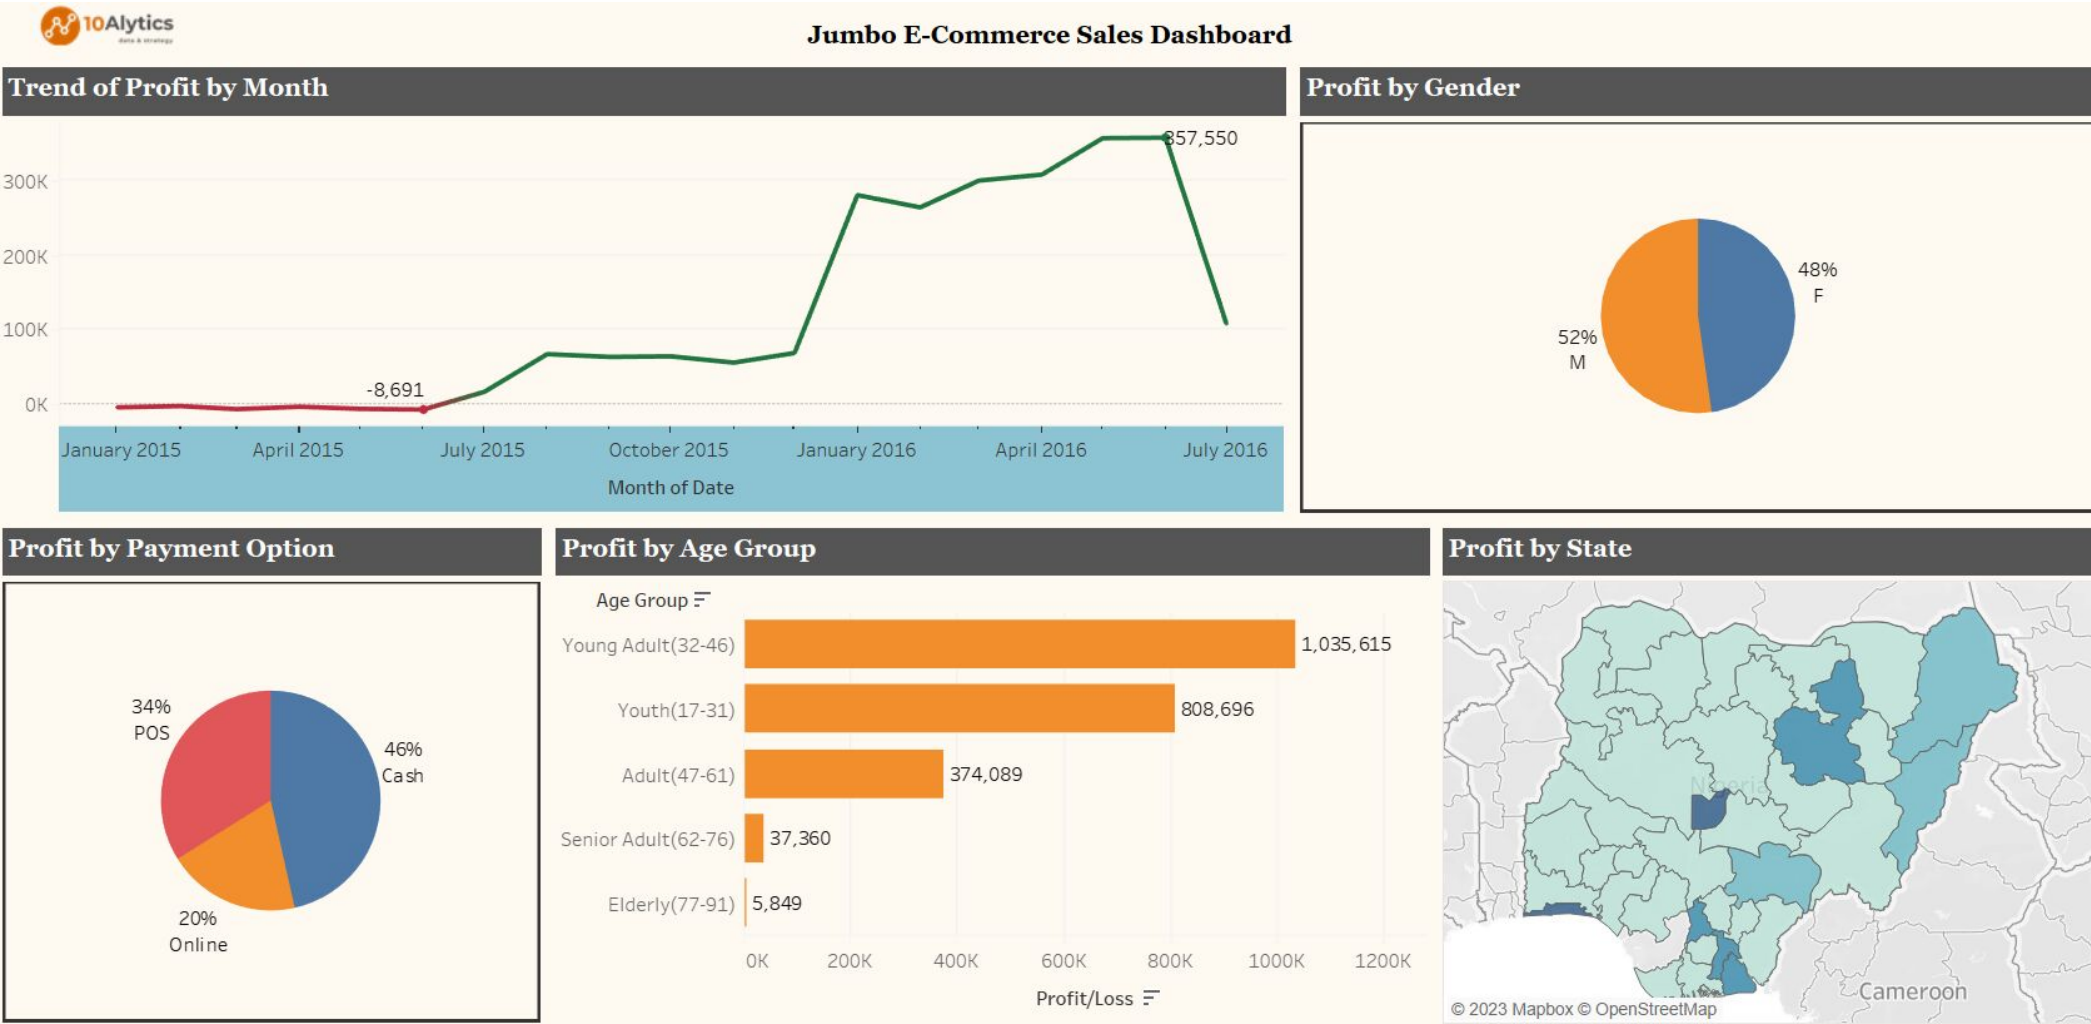 10Alytics
data & strategy
Jumbo E-Commerce Sales Dashboard
Trend of Profit by Month
357,550
300K
200K
100K
-8,691
0K
January 2015 April 2015 July 2015 October 2015 January 2016 April 2016 July 2016
Month of Date
Profit by Gender
48%
F
52%
M
Profit by Payment Option
34%
POS
46%
Cash
20%
Online
Profit by Age Group
Age Group
Young Adult(32-46) 1,035,615
Youth(17-31) 808,696
Adult(47-61) 374,089
Senior Adult(62-76) 37,360
Elderly(77-91) 5,849
0K 200K 400K 600K 800K 1000K 1200K
Profit/Loss
Profit by State
Nigeria
Cameroon
© 2023 Mapbox © OpenStreetMap